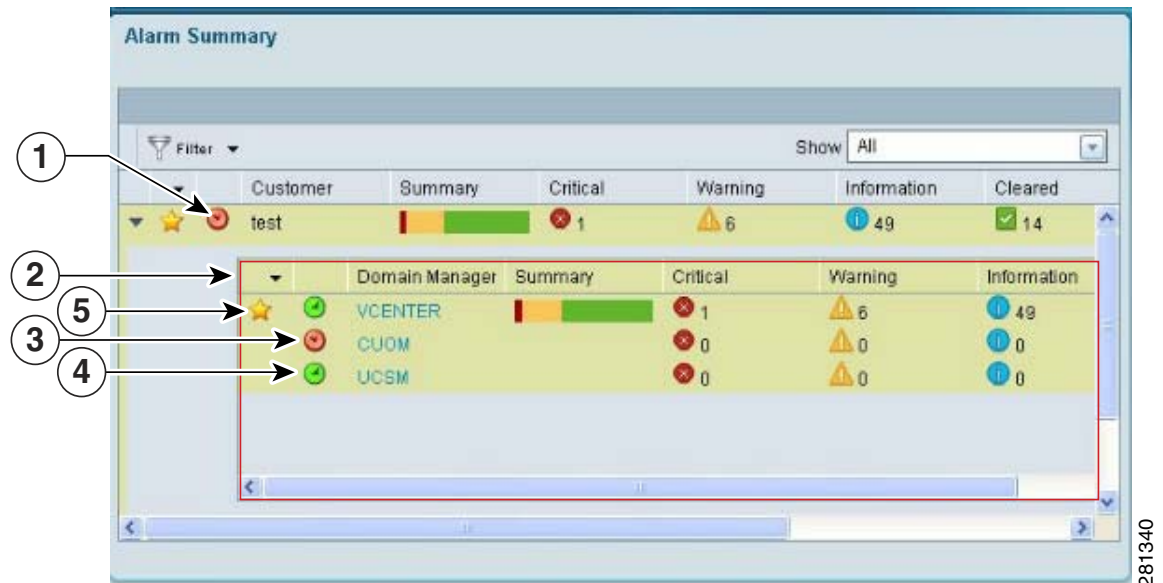 Alarm Summary
Filter
Show All
Customer Summary Critical Warning Information Cleared
test 1 6 49 14
Domain Manager Summary Critical Warning Information
VCENTER 1 6 49
CUOM 0 0 0
UCSM 0 0 0
1
2
5
3
4
281340